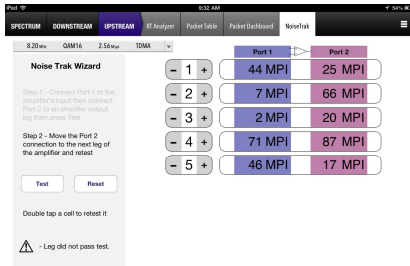 iPad 9:32 AM 54%
SPECTRUM DOWNSTREAM UPSTREAM RT Analyzer Packet Table Packet Dashboard NoiseTrak
8.20 MHz QAM16 2.56 Msps TDMA
Port 1 Port 2
Noise Trak Wizard
Step 1 - Connect Port 1 to the
amplifier's input then connect
Port 2 to an amplifier output
leg then press Test
Step 2 - Move the Port 2
connection to the next leg of
the amplifier and retest
Test Reset
Double tap a cell to retest it
- Leg did not pass test.
- 1 + 44 MPI 25 MPI
- 2 + 7 MPI 66 MPI
- 3 + 2 MPI 20 MPI
- 4 + 71 MPI 87 MPI
- 5 + 46 MPI 17 MPI